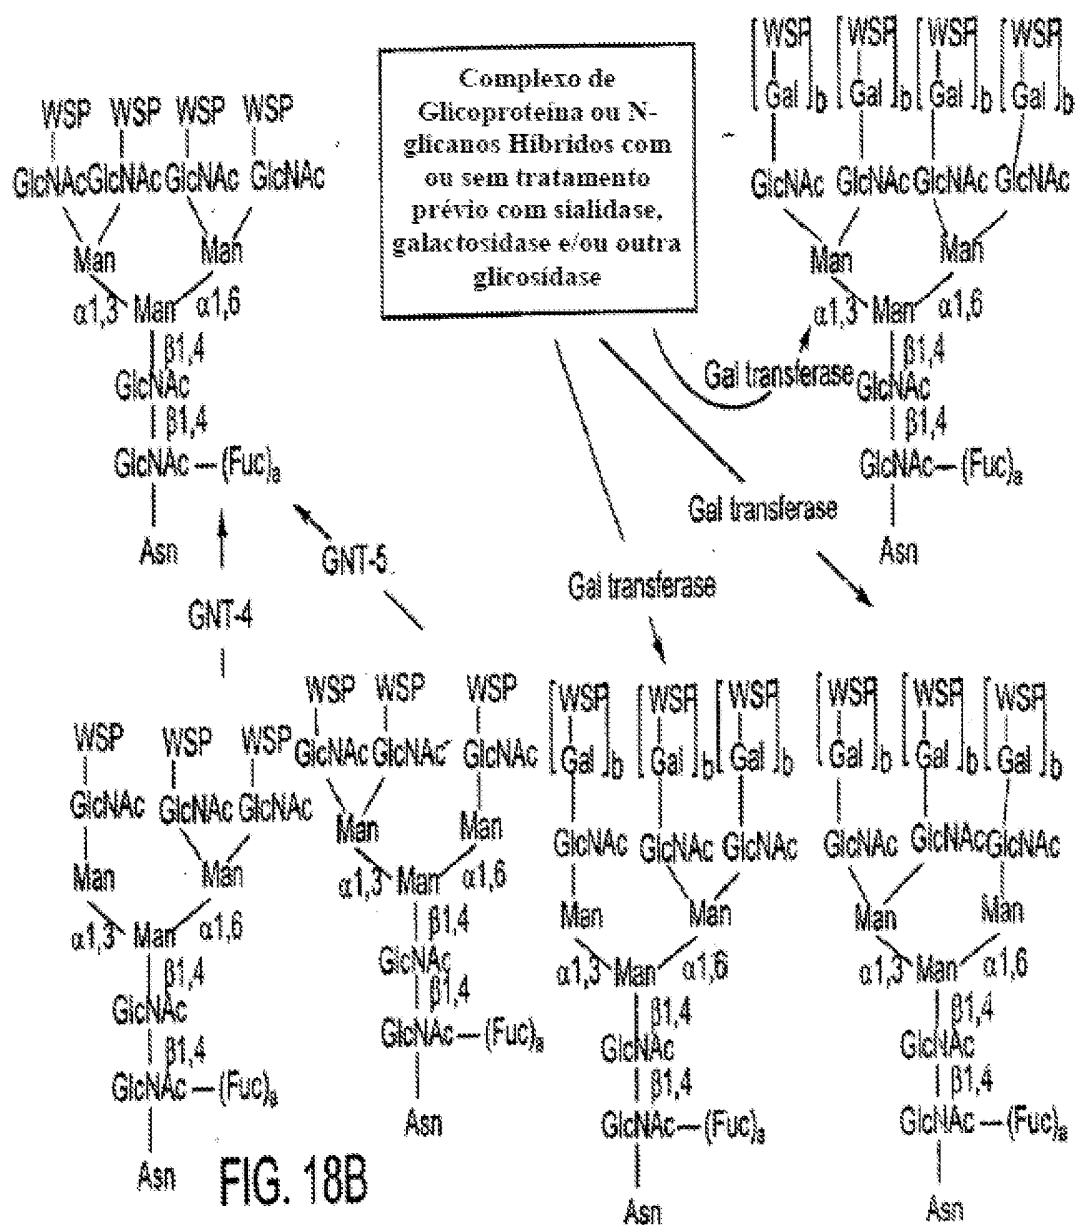 WSP WSP WSP WSP
GlcNAc GlcNAc GlcNAc GlcNAc
Man Man
α1,3 Man α1,6
β1,4
GlcNAc
β1,4
GlcNAc—(Fuc)a
Asn
Complexo de
Glicoproteína ou N-
glicanos Híbridos com
ou sem tratamento
prévio com sialidase,
galactosidase e/ou outra
glicosídase
[WSP [WSP [WSP [WSP
Gal]b Gal]b Gal]b Gal]b
GlcNAc GlcNAc GlcNAc GlcNAc
Man Man
α1,3 Man α1,6
β1,4
GlcNAc
β1,4
GlcNAc—(Fuc)a
Asn
Gal transferase
Gal transferase
Gal transferase
GNT-5
GNT-4
WSP WSP WSP
GlcNAc GlcNAc GlcNAc
Man Man
α1,3 Man α1,6
β1,4
GlcNAc
β1,4
GlcNAc—(Fuc)a
Asn
WSP WSP WSP
GlcNAc GlcNAc GlcNAc
Man Man
α1,3 Man α1,6
β1,4
GlcNAc
β1,4
GlcNAc—(Fuc)a
Asn
[WSP [WSP [WSP
Gal]b Gal]b Gal]b
GlcNAc GlcNAc GlcNAc
Man Man
α1,3 Man α1,6
β1,4
GlcNAc
β1,4
GlcNAc—(Fuc)a
Asn
[WSP [WSP [WSP
Gal]b Gal]b Gal]b
GlcNAc GlcNAc GlcNAc
Man Man
α1,3 Man α1,6
β1,4
GlcNAc
β1,4
GlcNAc—(Fuc)a
Asn
FIG. 18B